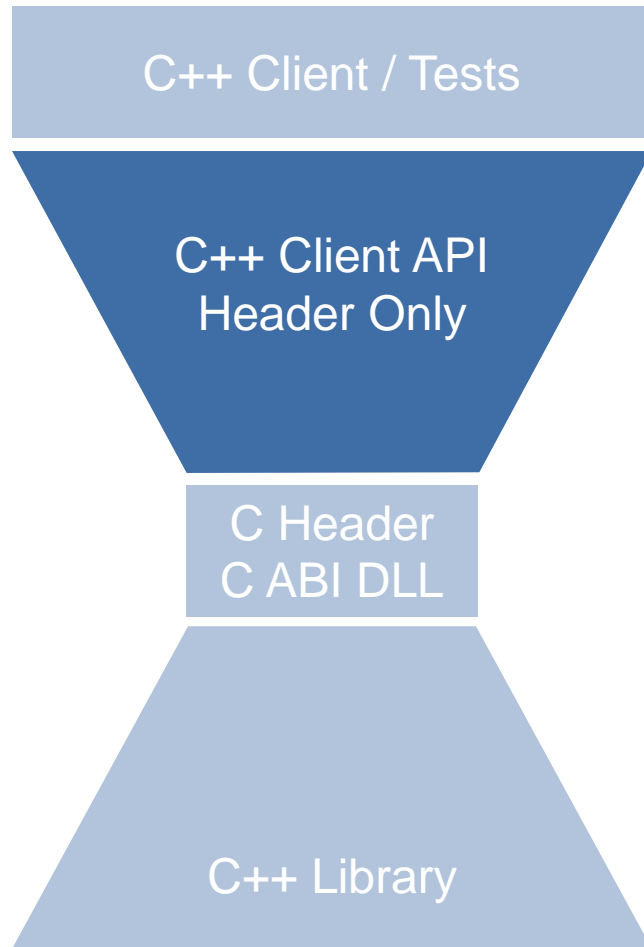 C++ Client / Tests
C++ Client API
Header Only
C Header
C ABI DLL
C++ Library